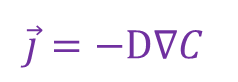 j⃗ = −D∇C